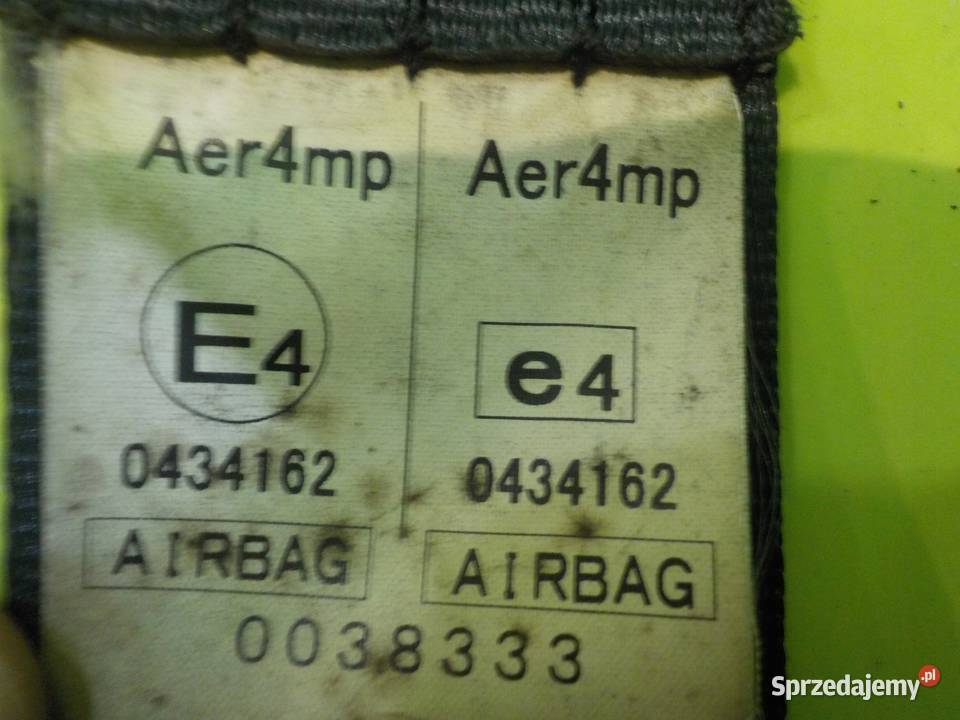 Aer4mp Aer4mp
E4 e4
0434162 0434162
AIRBAG AIRBAG
0038333
Sprzedajemy.pl